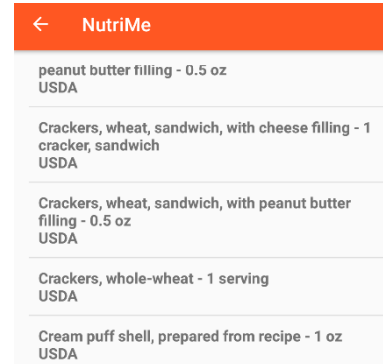 NutriMe
peanut butter filling - 0.5 oz
USDA
Crackers, wheat, sandwich, with cheese filling - 1
cracker, sandwich
USDA
Crackers, wheat, sandwich, with peanut butter
filling - 0.5 oz
USDA
Crackers, whole-wheat - 1 serving
USDA
Cream puff shell, prepared from recipe - 1 oz
USDA